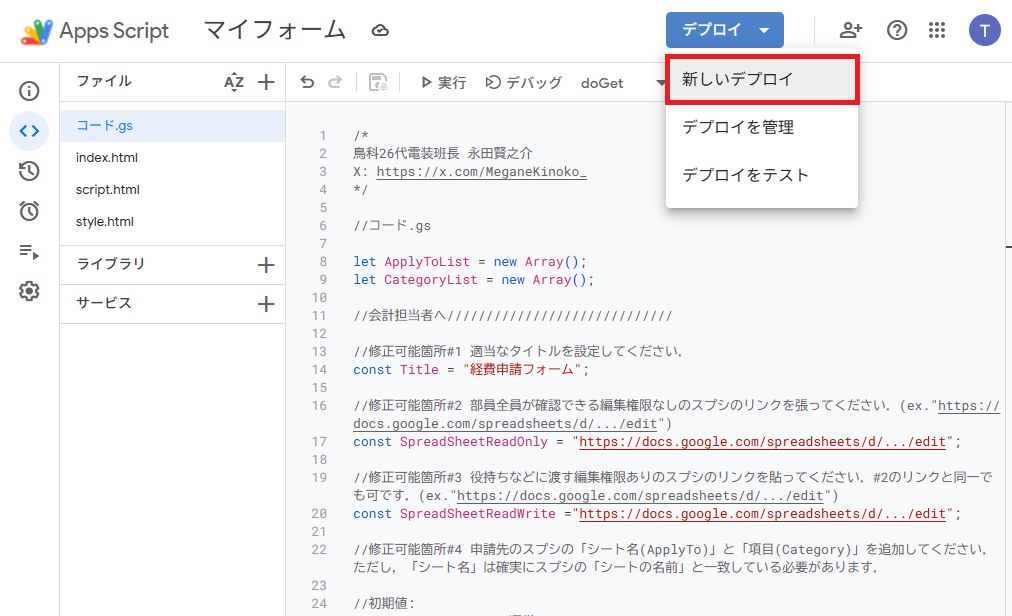 Apps Script マイフォーム デプロイ T
ファイル AZ 実行 デバッグ doGet
新しいデプロイ
デプロイを管理
デプロイをテスト
コード.gs
index.html
script.html
style.html
ライブラリ
サービス
1 /*
2 鳥科26代電装班長 永田賢之介
3 X: https://x.com/MeganeKinoko_
4 */
5
6 //コード.gs
7
8 let ApplyToList = new Array();
9 let CategoryList = new Array();
10
11 //会計担当者へ/////////////////////////////
12
13 //修正可能箇所#1 適当なタイトルを設定してください.
14 const Title = "経費申請フォーム";
15
16 //修正可能箇所#2 部員全員が確認できる編集権限なしのスプシのリンクを張ってください. (ex."https://
docs.google.com/spreadsheets/d/.../edit")
17 const SpreadSheetReadOnly = "https://docs.google.com/spreadsheets/d/.../edit";
18
19 //修正可能箇所#3 役持ちなどに渡す編集権限ありのスプシのリンクを貼ってください. #2のリンクと同一で
も可です. (ex."https://docs.google.com/spreadsheets/d/.../edit")
20 const SpreadSheetReadWrite ="https://docs.google.com/spreadsheets/d/.../edit";
21
22 //修正可能箇所#4 申請先のスプシの「シート名(ApplyTo)」と「項目(Category)」を追加してください.
ただし, 「シート名」は確実にスプシの「シートの名前」と一致している必要があります.
23
24 //初期値: